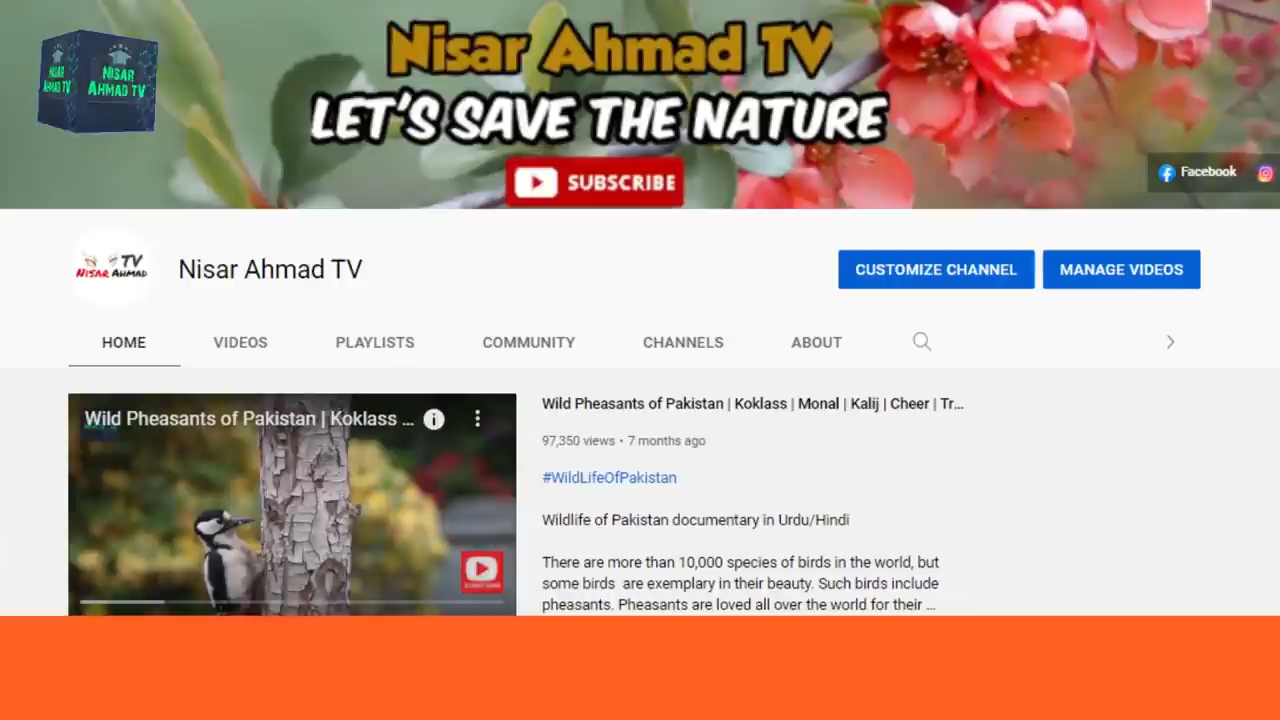 Nisar Ahmad TV
LET'S SAVE THE NATURE
SUBSCRIBE
NISAR
AHMAD TV
NISAR
AHMAD TV
Facebook
TV
NISAR AHMAD
Nisar Ahmad TV
CUSTOMIZE CHANNEL
MANAGE VIDEOS
HOME VIDEOS PLAYLISTS COMMUNITY CHANNELS ABOUT
Wild Pheasants of Pakistan | Koklass ...
Wild Pheasants of Pakistan | Koklass | Monal | Kalij | Cheer | Tr...
97,350 views • 7 months ago
#WildLifeOfPakistan
Wildlife of Pakistan documentary in Urdu/Hindi
There are more than 10,000 species of birds in the world, but
some birds are exemplary in their beauty. Such birds include
pheasants. Pheasants are loved all over the world for their ...